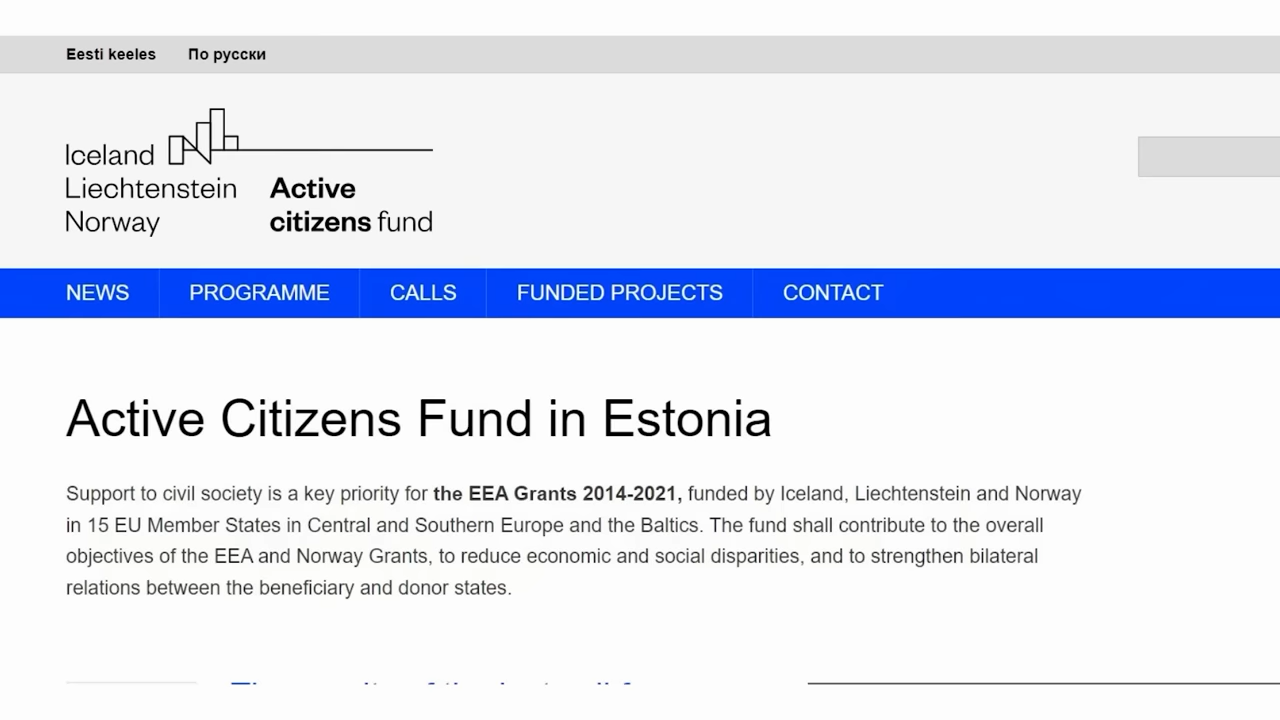 Eesti keeles По русски
Iceland
Liechtenstein Active
Norway citizens fund
NEWS PROGRAMME CALLS FUNDED PROJECTS CONTACT
Active Citizens Fund in Estonia
Support to civil society is a key priority for the EEA Grants 2014-2021, funded by Iceland, Liechtenstein and Norway
in 15 EU Member States in Central and Southern Europe and the Baltics. The fund shall contribute to the overall
objectives of the EEA and Norway Grants, to reduce economic and social disparities, and to strengthen bilateral
relations between the beneficiary and donor states.